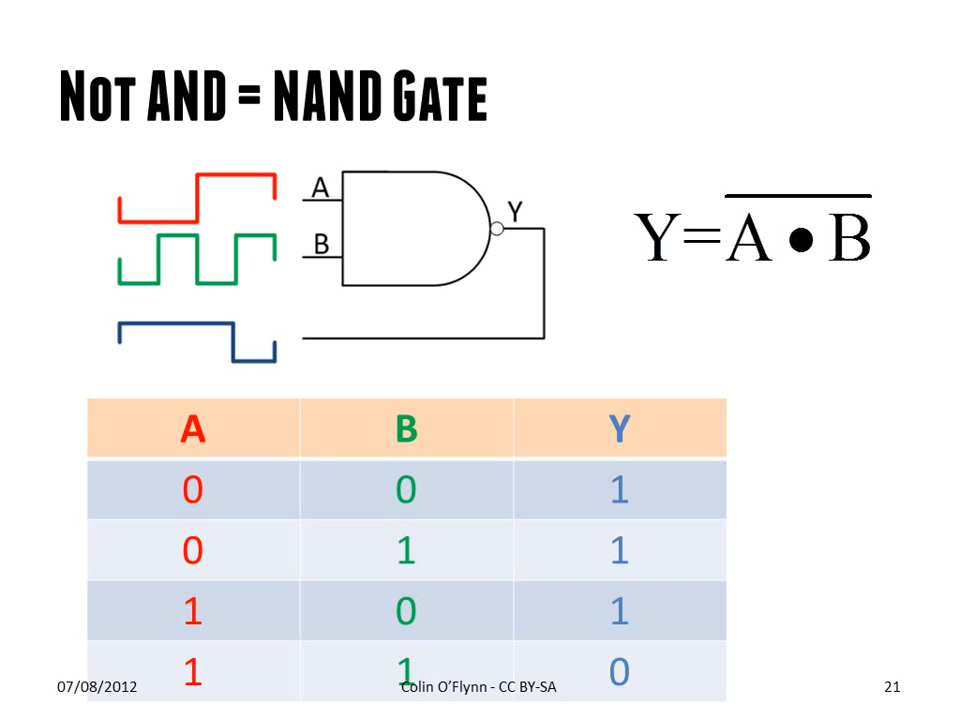 Not AND = NAND Gate
A
B
Y
Y=A̅ ̅•̅ ̅B̅
A B Y
0 0 1
0 1 1
1 0 1
1 1 0
07/08/2012 Colin O’Flynn - CC BY-SA 21